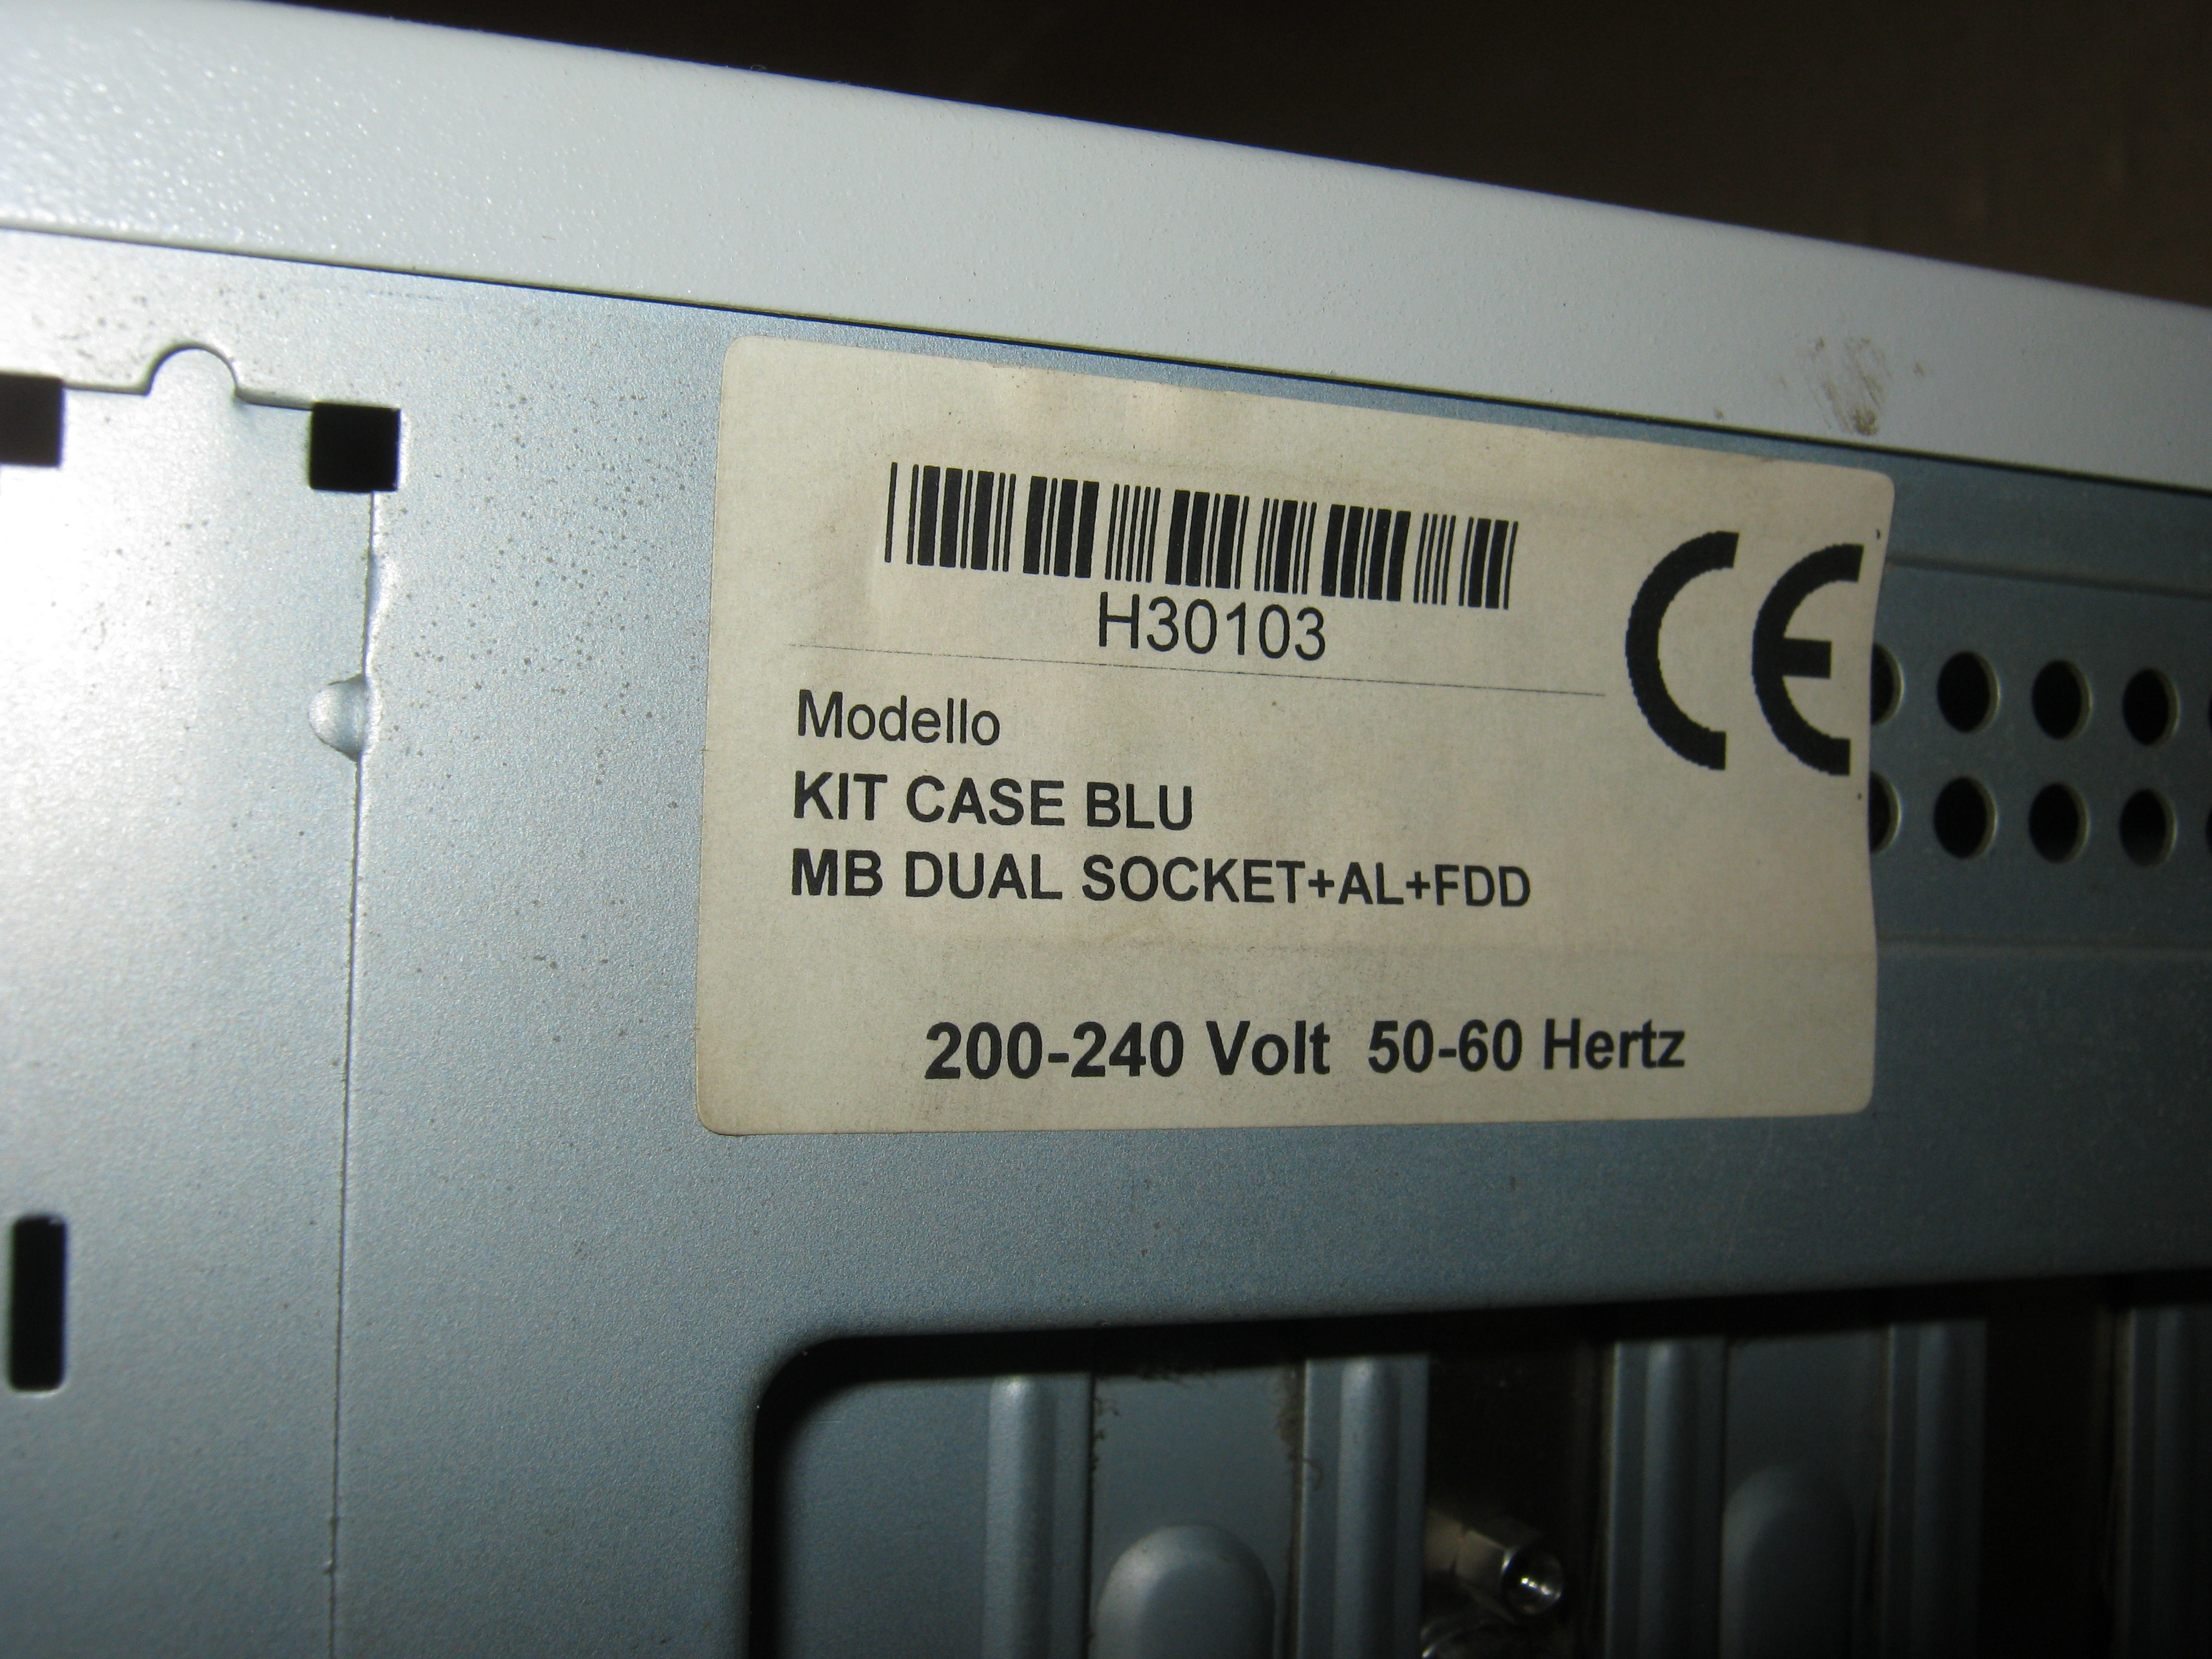 H30103
CE
Modello
KIT CASE BLU
MB DUAL SOCKET+AL+FDD
200-240 Volt 50-60 Hertz